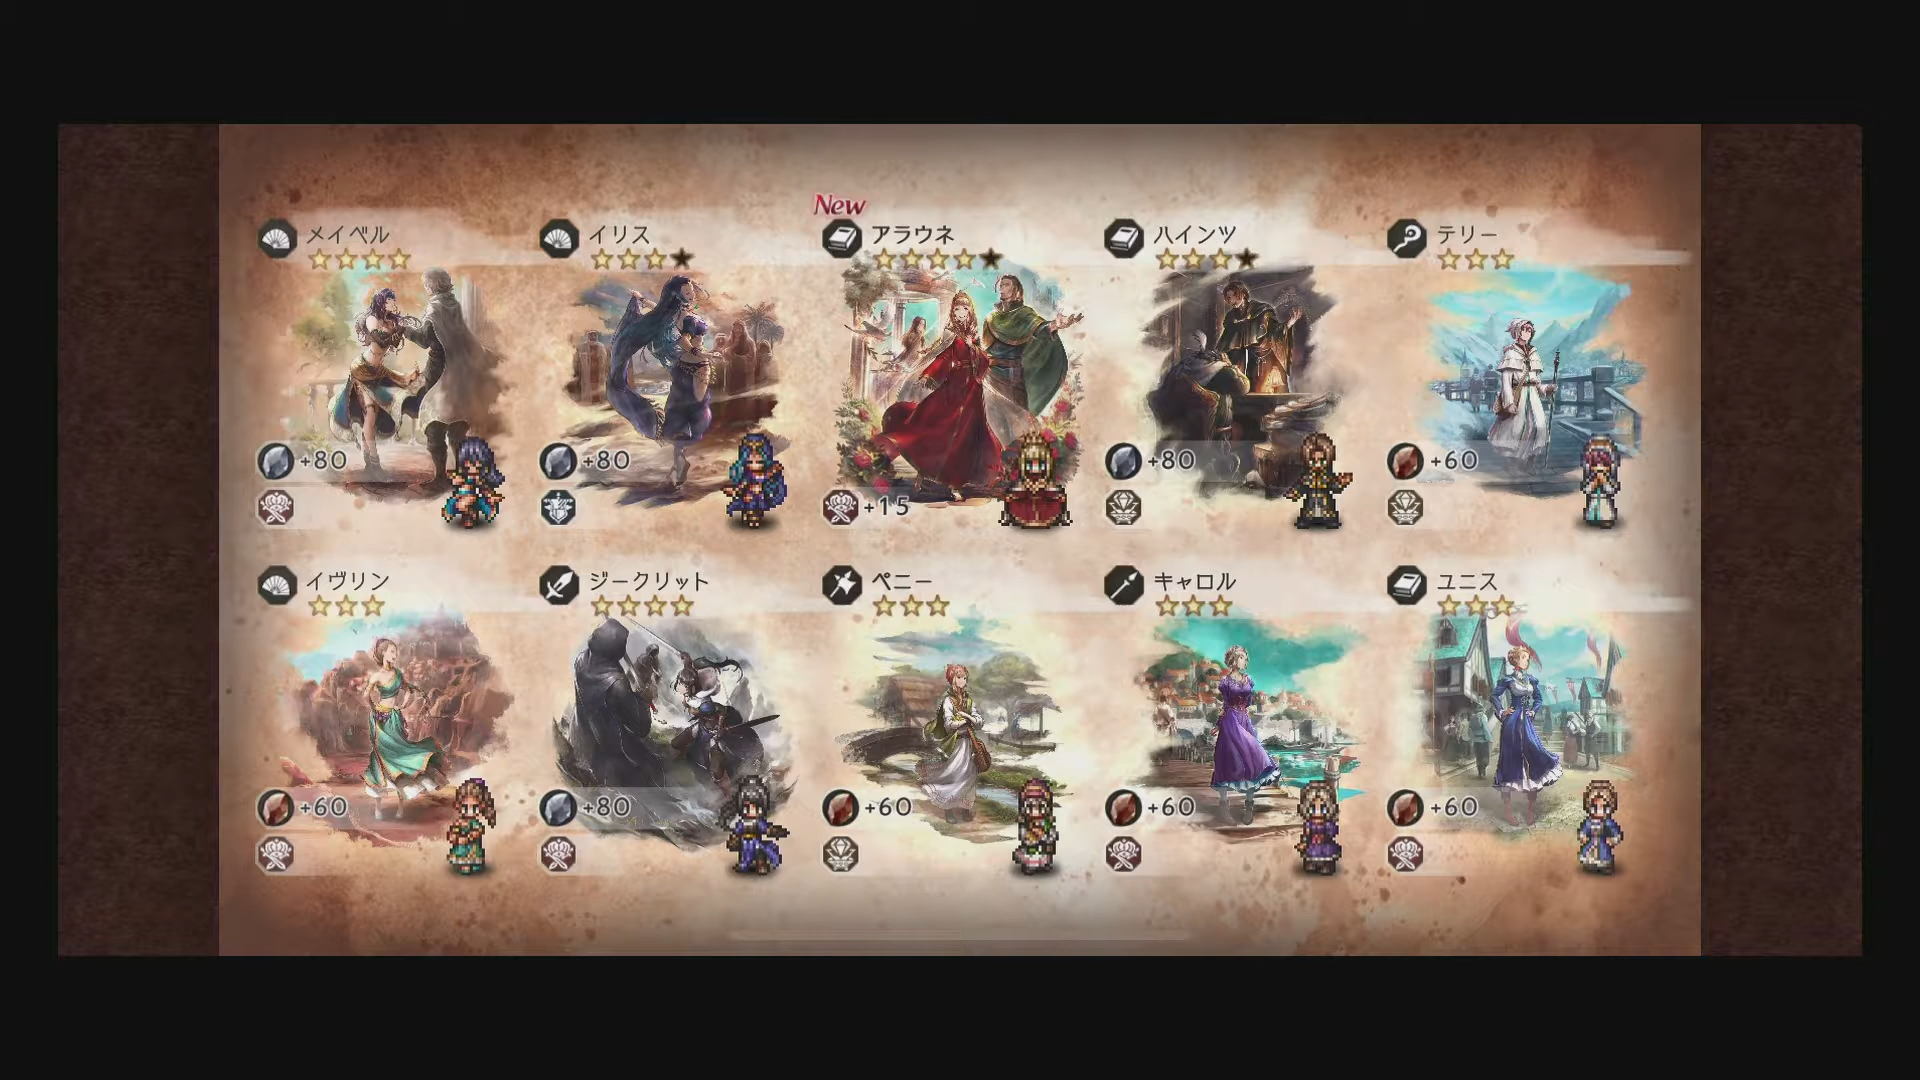 New
メイベル
イリス
アラウネ
ハインツ
テリー
+80
+80
+80
+60
+15
イヴリン
ジークリット
ペニー
キャロル
ユニス
+60
+80
+60
+60
+60